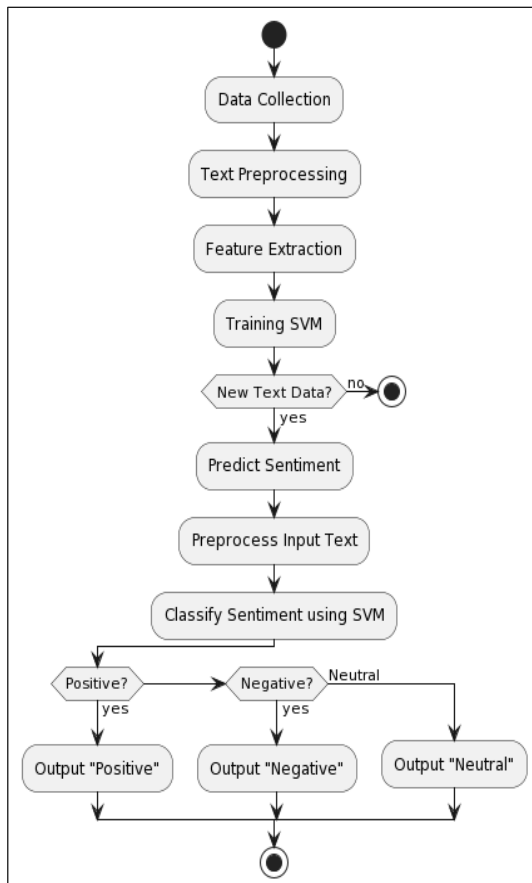 Data Collection
Text Preprocessing
Feature Extraction
Training SVM
New Text Data?
no
yes
Predict Sentiment
Preprocess Input Text
Classify Sentiment using SVM
Positive?
Negative?
Neutral
yes
yes
Output "Positive"
Output "Negative"
Output "Neutral"